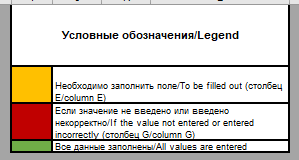 Условные обозначения/Legend
Необходимо заполнить поле/To be filled out (столбец
E/column E)
Если значение не введено или введено
некорректно/If the value not entered or entered
incorrectly (столбец G/column G)
Все данные заполнены/All values are entered